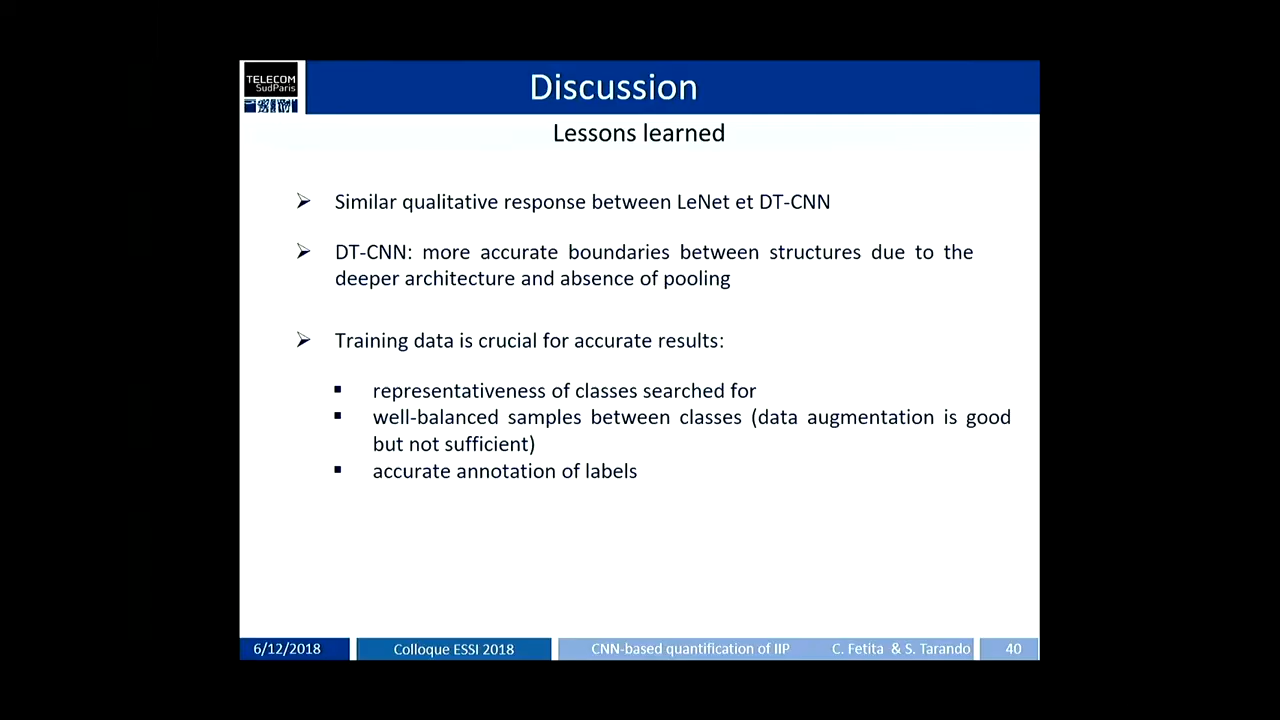 TELECOM
SudParis
Discussion
Lessons learned
Similar qualitative response between LeNet et DT-CNN
DT-CNN: more accurate boundaries between structures due to the
deeper architecture and absence of pooling
Training data is crucial for accurate results:
representativeness of classes searched for
well-balanced samples between classes (data augmentation is good
but not sufficient)
accurate annotation of labels
6/12/2018 Colloque ESSI 2018 CNN-based quantification of IIP C. Fetita & S. Tarando 40